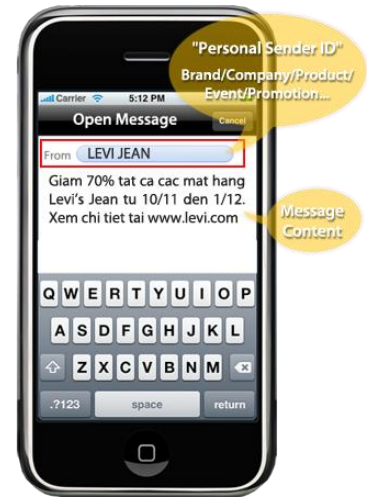 "Personal Sender ID"
Brand/Company/Product/
Event/Promotion...
Carrier 5:12 PM
Open Message Cancel
From LEVI JEAN
Giam 70% tat ca cac mat hang
Levi's Jean tu 10/11 den 1/12.
Xem chi tiet tai www.levi.com
Message
Content
Q W E R T Y U I O P
A S D F G H J K L
Z X C V B N M
.?123 space return